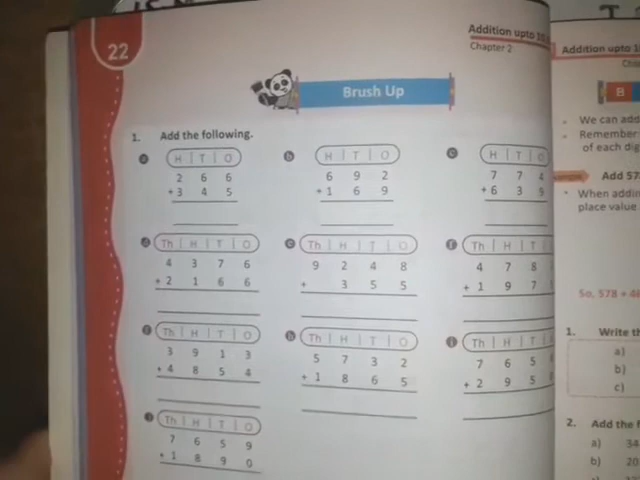 22
Addition upto
Chapter 2
Brush Up
1. Add the following.
a H T O
2 6 6
+ 3 4 5
b H T O
6 9 2
+ 1 6 9
c H T O
7 7 4
+ 6 3 9
d Th H T O
4 3 7 6
+ 2 1 6 6
e Th H T O
9 2 4 8
+ 3 5 5
f Th H T
4 7 8
+ 1 9 7
Th H T O
3 9 1 3
+ 4 8 5 4
h Th H T O
5 7 3 2
+ 1 8 6 5
i Th H T
7 6 5
+ 2 9 5
Th H T O
7 6 5 9
+ 1 8 9 0
Addition upto
B
We can add
Remember
of each dig
Add 57
When addin
place value
So, 578 + 4
1. Write th
a)
b)
c)
2. Add the f
a) 34
b) 20